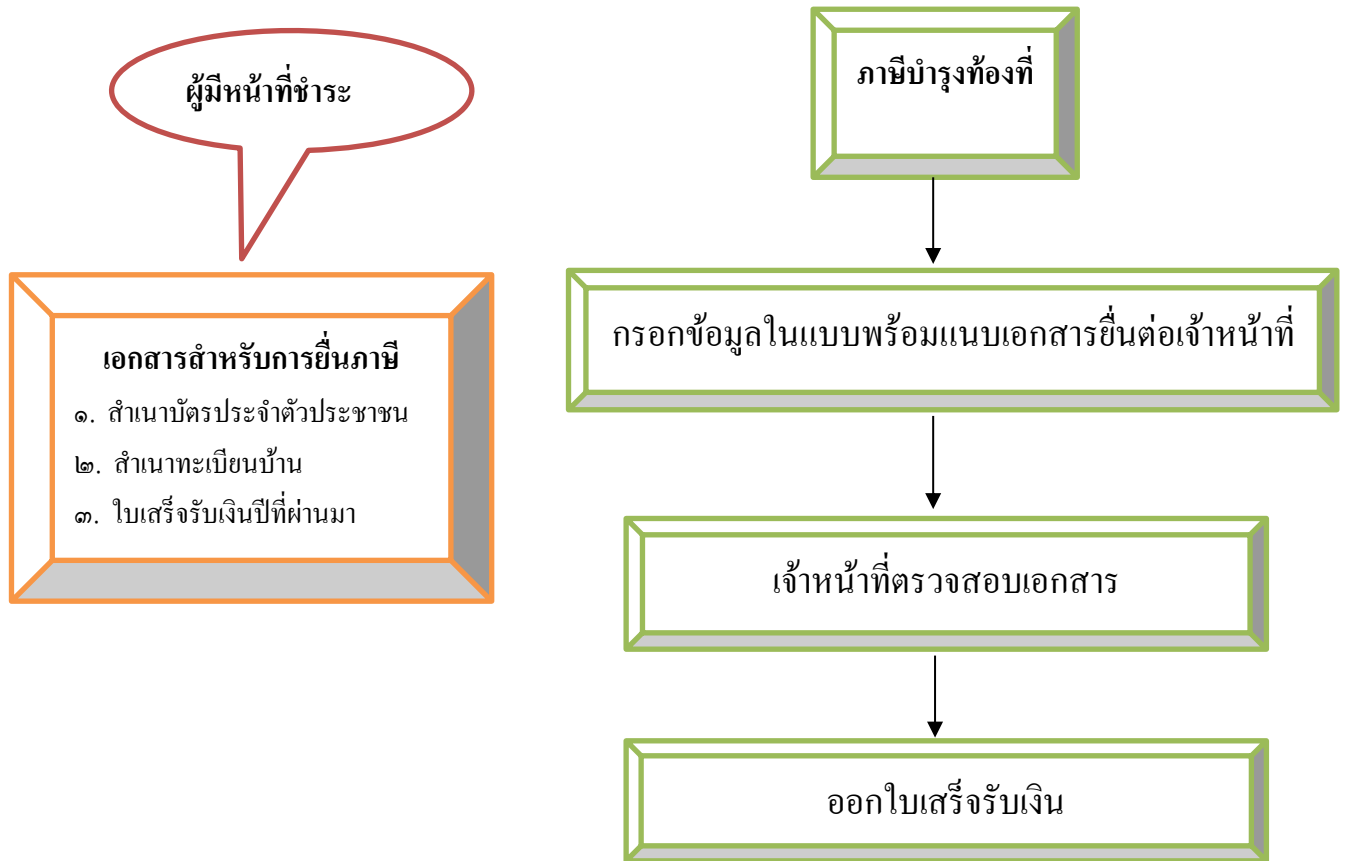 ผู้มีหน้าที่ชำระ
เอกสารสำหรับการยื่นภาษี
๑. สำเนาบัตรประจำตัวประชาชน
๒. สำเนาทะเบียนบ้าน
๓. ใบเสร็จรับเงินปีที่ผ่านมา
ภาษีบำรุงท้องที่
กรอกข้อมูลในแบบพร้อมแนบเอกสารยื่นต่อเจ้าหน้าที่
เจ้าหน้าที่ตรวจสอบเอกสาร
ออกใบเสร็จรับเงิน